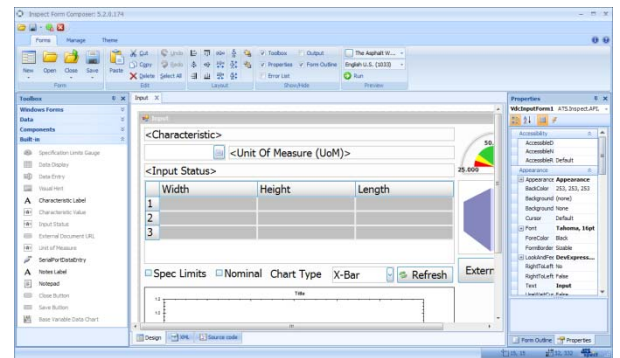 Inspect Form Composer: 5.2.0.174
Forms Manage Theme
New Open Close Save
Form
Paste
Cut Undo
Copy
Delete Select All
Edit
Layout
Toolbox Output
Properties Form Outline
Error List
Show/Hide
The Asphalt W...
English U.S. (1033)
Run
Preview
Toolbox
Windows Forms
Data
Components
Built-in
Specification Limits Gauge
Data Display
Data Entry
Visual Hint
Characteristic Label
Characteristic Value
Input Status
External Document URL
Unit of Measure
SerialPortDataEntry
Notes Label
Notepad
Close Button
Save Button
Base Variable Data Chart
Input
Input
<Characteristic>
<Unit Of Measure (UoM)>
<Input Status>
Width Height Length
1
2
3
50.
25.000
Spec Limits Nominal Chart Type X-Bar Refresh
Extern
Title
Design XML Source code
Properties
VdcInputForm1 ATS.Inspect.APS.
Accessibility
AccessibleD
AccessibleN
AccessibleR Default
Appearance
Appearance Appearance
BackColor 253, 253, 253
Background (none)
Background None
Cursor Default
Font Tahoma, 16pt
ForeColor Black
FormBorder Sizable
LookAndFee DevExpress...
RightToLeft No
RightToLeft False
Text Input
Form Outline Properties